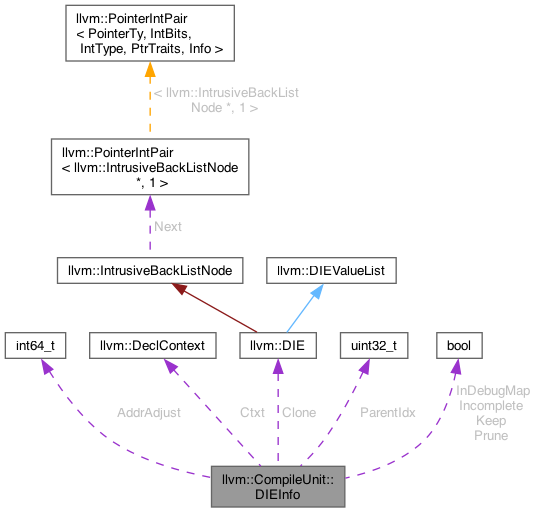 llvm::PointerIntPair
< PointerTy, IntBits,
IntType, PtrTraits, Info >
< llvm::IntrusiveBackList
Node *, 1 >
llvm::PointerIntPair
< llvm::IntrusiveBackListNode
*, 1 >
Next
llvm::IntrusiveBackListNode
llvm::DIEValueList
int64_t
llvm::DeclContext
llvm::DIE
uint32_t
bool
AddrAdjust
Ctxt
Clone
ParentIdx
InDebugMap
Incomplete
Keep
Prune
llvm::CompileUnit::
DIEInfo